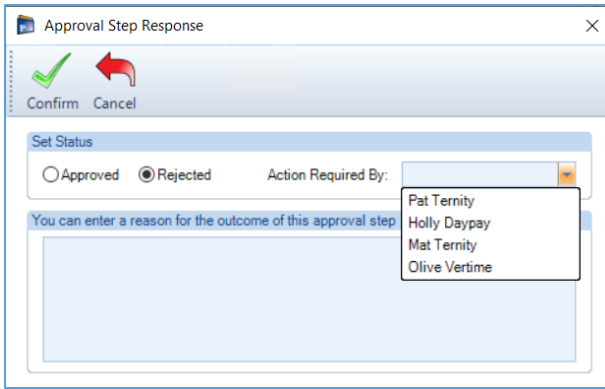 Approval Step Response
Confirm Cancel
Set Status
Approved Rejected Action Required By:
Pat Ternity
Holly Daypay
Mat Ternity
Olive Vertime
You can enter a reason for the outcome of this approval step